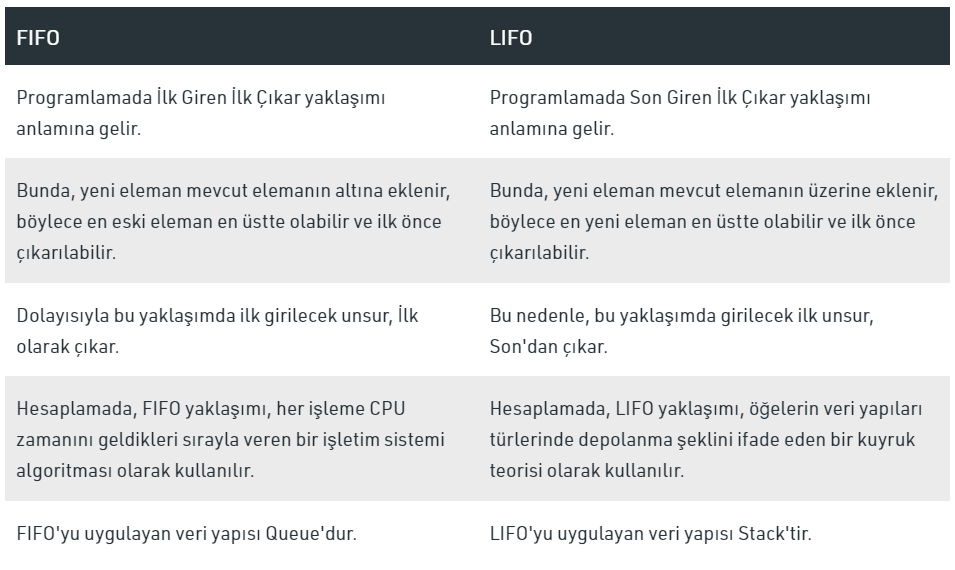 FIFO
LIFO
Programlamada İlk Giren İlk Çıkar yaklaşımı
anlamına gelir.
Programlamada Son Giren İlk Çıkar yaklaşımı
anlamına gelir.
Bunda, yeni eleman mevcut elemanın altına eklenir,
böylece en eski eleman en üstte olabilir ve ilk önce
çıkarılabilir.
Bunda, yeni eleman mevcut elemanın üzerine eklenir,
böylece en yeni eleman en üstte olabilir ve ilk önce
çıkarılabilir.
Dolayısıyla bu yaklaşımda ilk girilecek unsur, İlk
olarak çıkar.
Bu nedenle, bu yaklaşımda girilecek ilk unsur,
Son'dan çıkar.
Hesaplamada, FIFO yaklaşımı, her işleme CPU
zamanını geldikleri sırayla veren bir işletim sistemi
algoritması olarak kullanılır.
Hesaplamada, LIFO yaklaşımı, öğelerin veri yapıları
türlerinde depolanma şeklini ifade eden bir kuyruk
teorisi olarak kullanılır.
FIFO'yu uygulayan veri yapısı Queue'dur.
LIFO'yu uygulayan veri yapısı Stack'tir.